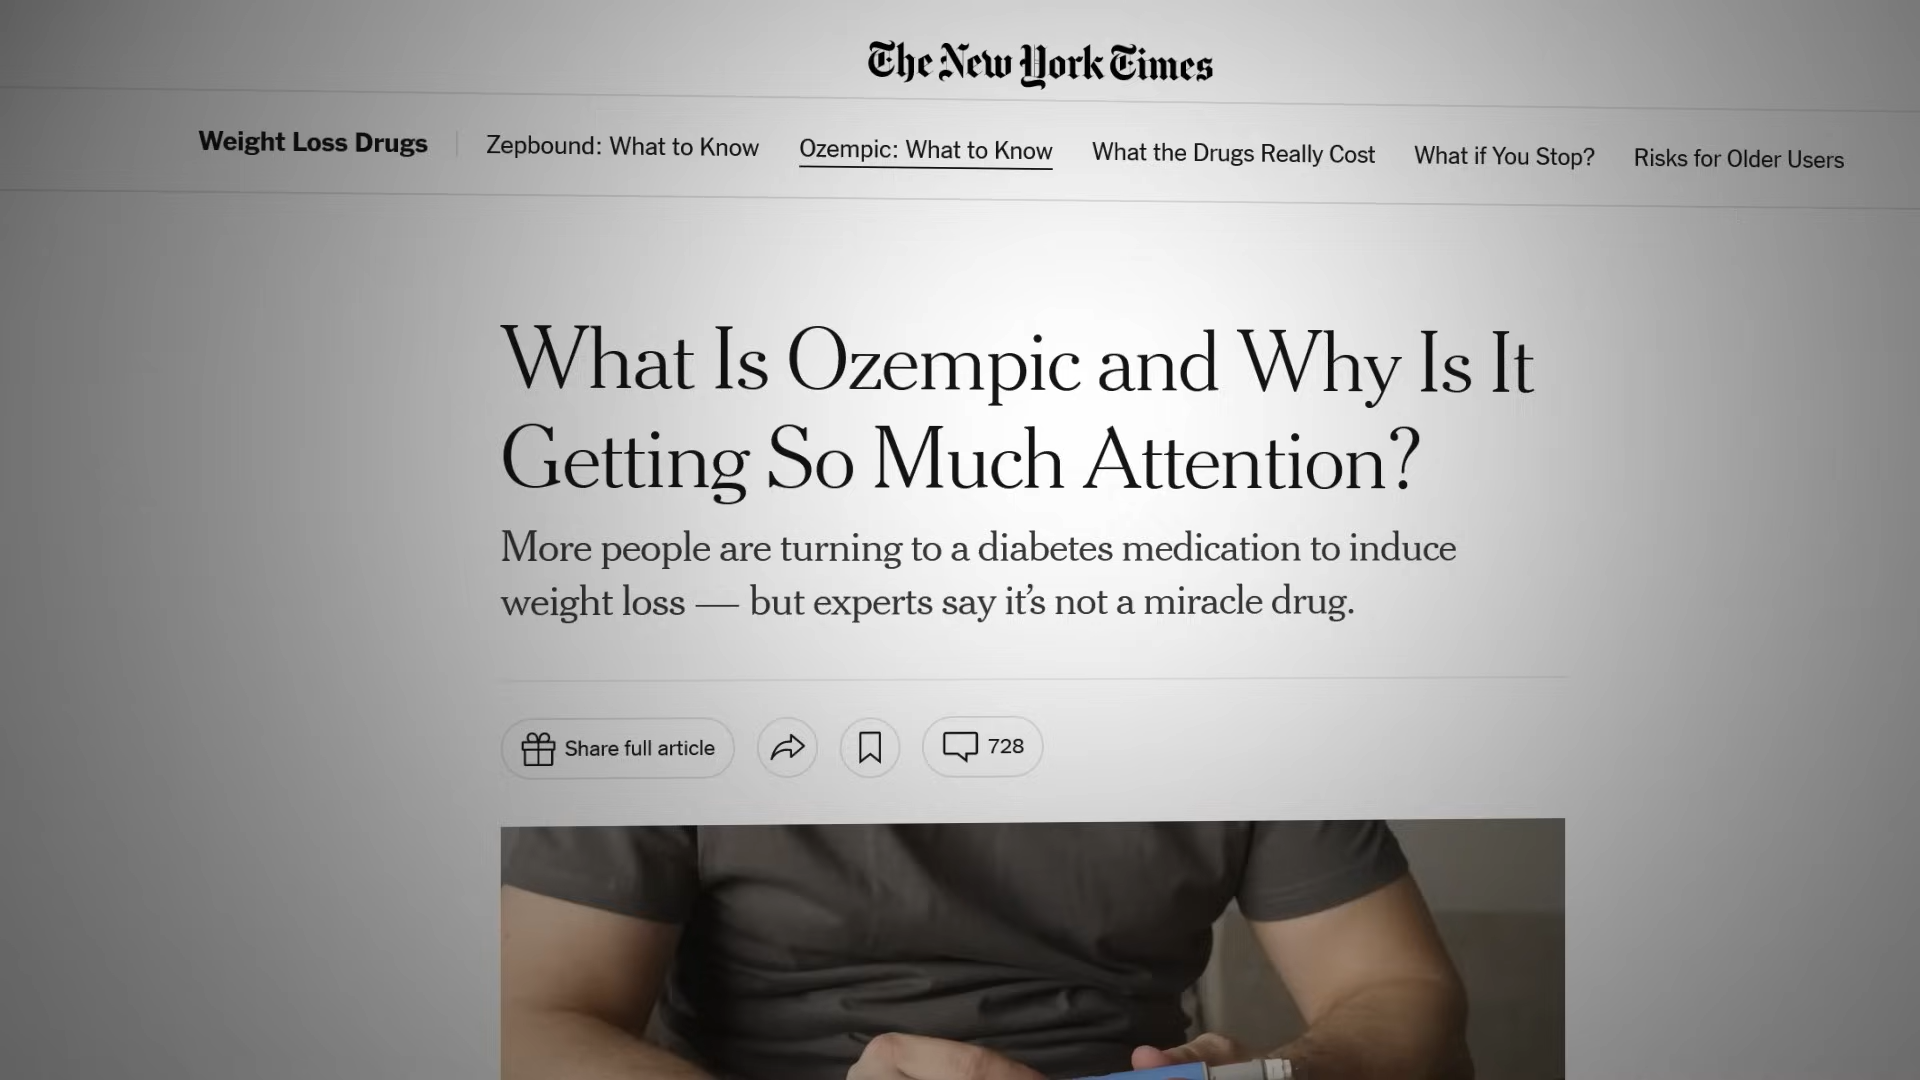 The New York Times
Weight Loss Drugs
Zepbound: What to Know
Ozempic: What to Know
What the Drugs Really Cost
What if You Stop?
Risks for Older Users
What Is Ozempic and Why Is It
Getting So Much Attention?
More people are turning to a diabetes medication to induce
weight loss — but experts say it’s not a miracle drug.
Share full article
728